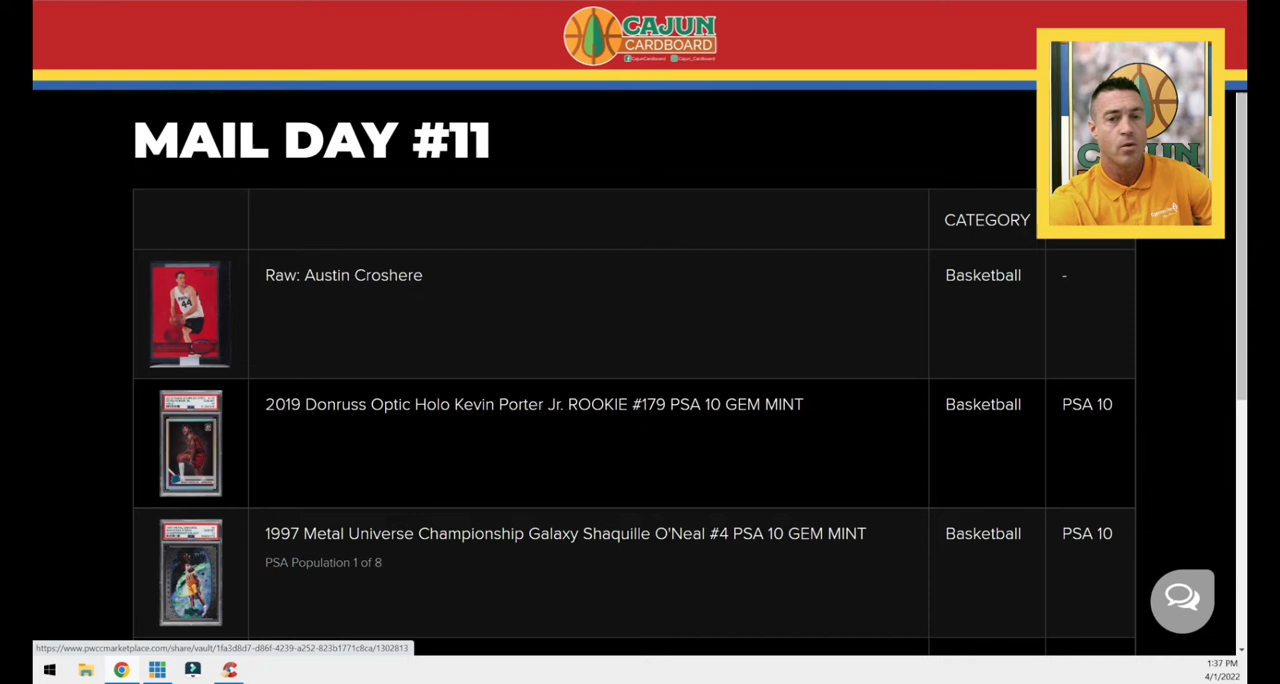 CAJUN
CARDBOARD
CajunCardboard Cajun_Cardboard
MAIL DAY #11
CATEGORY
Raw: Austin Croshere
Basketball
-
2019 Donruss Optic Holo Kevin Porter Jr. ROOKIE #179 PSA 10 GEM MINT
Basketball
PSA 10
1997 Metal Universe Championship Galaxy Shaquille O'Neal #4 PSA 10 GEM MINT
Basketball
PSA 10
PSA Population 1 of 8
https://www.pwccmarketplace.com/share/vault/1fa3d8d7-d86f-4239-a252-823b1771c8ca/1302813
1:37 PM
4/1/2022